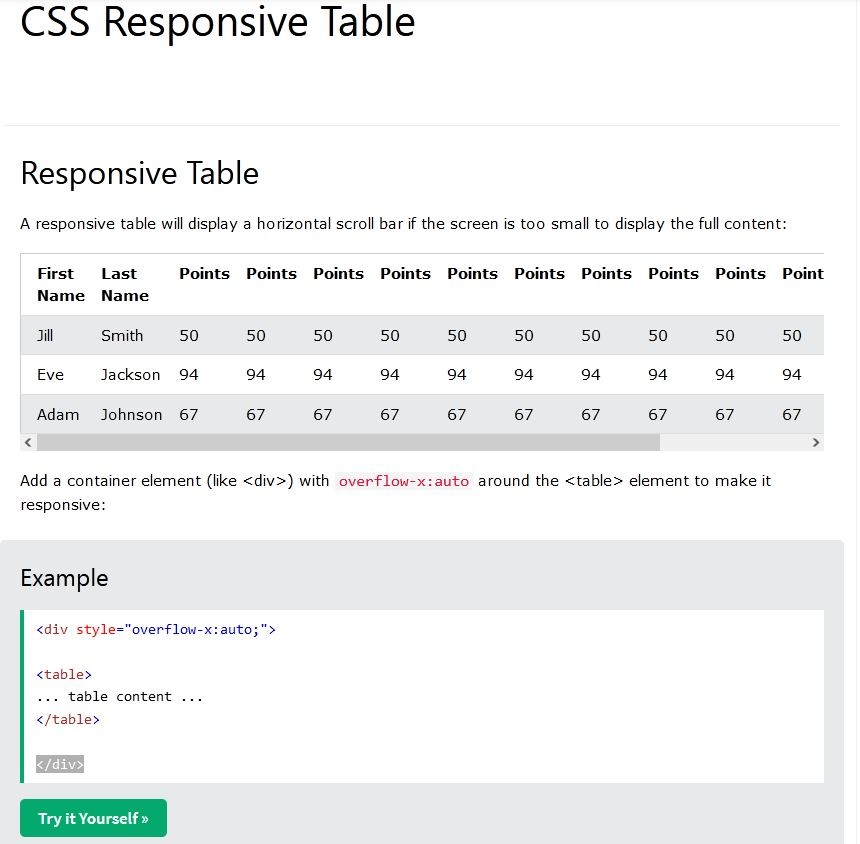 CSS Responsive Table
Responsive Table
A responsive table will display a horizontal scroll bar if the screen is too small to display the full content:
First Last Points Points Points Points Points Points Points Points Points Point
Name Name
Jill Smith 50 50 50 50 50 50 50 50 50 50
Eve Jackson 94 94 94 94 94 94 94 94 94 94
Adam Johnson 67 67 67 67 67 67 67 67 67 67
Add a container element (like <div>) with overflow-x:auto around the <table> element to make it
responsive:
Example
<div style="overflow-x:auto;">
<table>
... table content ...
</table>
</div>
Try it Yourself »